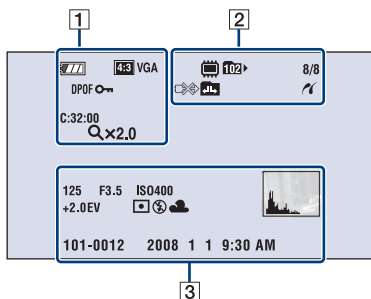 1
2
4:3 VGA
102
8/8
DPOF
C:32:00
×2.0
125 F3.5 ISO400
+2.0EV
101-0012 2008 1 1 9:30 AM
3